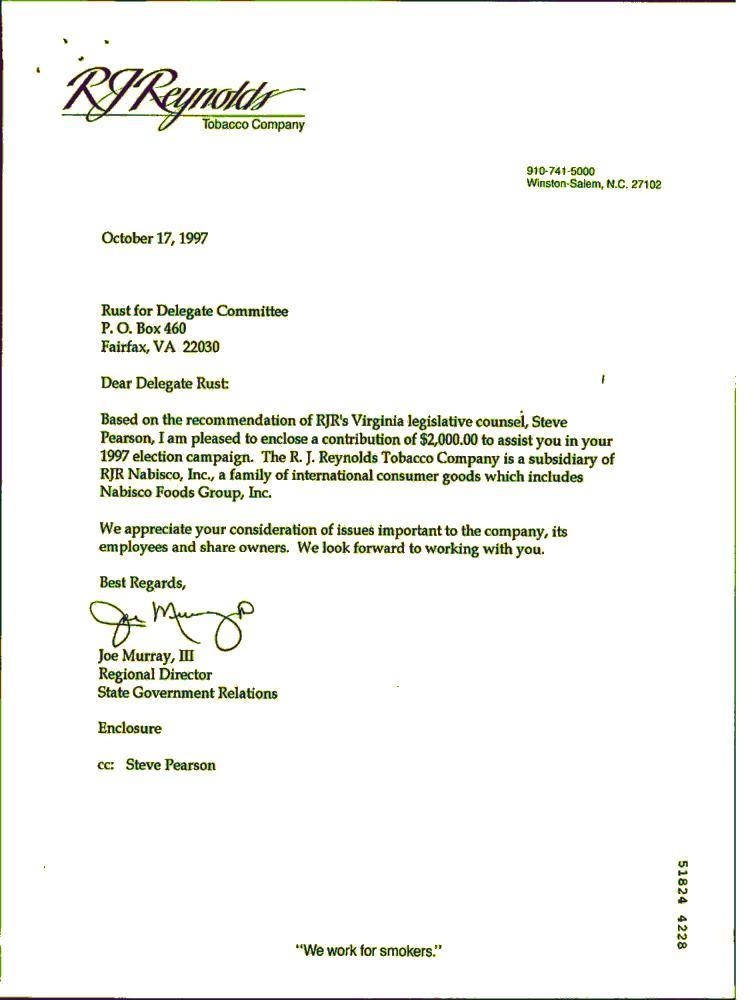 RJReynolds
Tobacco Company
910-741-5000
Winston-Salem, N.C. 27102
October 17, 1997
Rust for Delegate Committee
P. O. Box 460
Fairfax, VA 22030
Dear Delegate Rust:
Based on the recommendation of RJR's Virginia legislative counsel, Steve
Pearson, I am pleased to enclose a contribution of $2,000.00 to assist you in your
1997 election campaign. The R. J. Reynolds Tobacco Company is a subsidiary of
RJR Nabisco, Inc., a family of international consumer goods which includes
Nabisco Foods Group, Inc.
We appreciate your consideration of issues important to the company, its
employees and share owners. We look forward to working with you.
Best Regards,
Joe Murray, III
Regional Director
State Government Relations
Enclosure
cc: Steve Pearson
51824 4228
"We work for smokers."